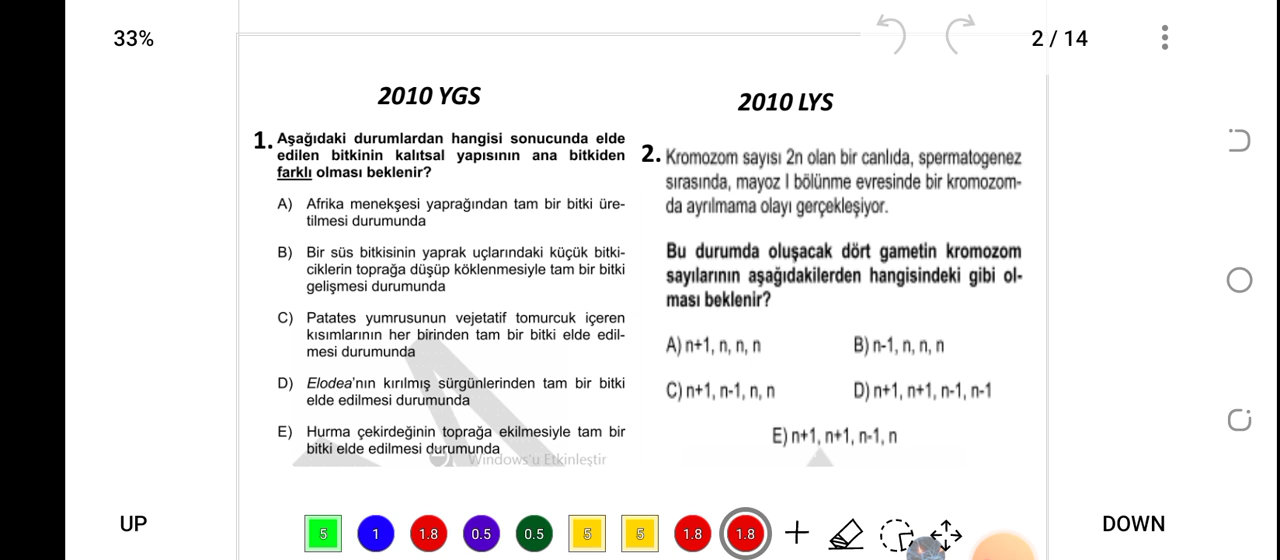 33%
2 / 14
2010 YGS
1. Aşağıdaki durumlardan hangisi sonucunda elde
edilen bitkinin kalıtsal yapısının ana bitkiden
farklı olması beklenir?
A) Afrika menekşesi yaprağından tam bir bitki üre-
tilmesi durumunda
B) Bir süs bitkisinin yaprak uçlarındaki küçük bitki-
ciklerin toprağa düşüp köklenmesiyle tam bir bitki
gelişmesi durumunda
C) Patates yumrusunun vejetatif tomurcuk içeren
kısımlarının her birinden tam bir bitki elde edil-
mesi durumunda
D) Elodea'nın kırılmış sürgünlerinden tam bir bitki
elde edilmesi durumunda
E) Hurma çekirdeğinin toprağa ekilmesiyle tam bir
bitki elde edilmesi durumunda
Windows'u Etkinleştir
2010 LYS
2. Kromozom sayısı 2n olan bir canlıda, spermatogenez
sırasında, mayoz I bölünme evresinde bir kromozom-
da ayrılmama olayı gerçekleşiyor.
Bu durumda oluşacak dört gametin kromozom
sayılarının aşağıdakilerden hangisindeki gibi ol-
ması beklenir?
A) n+1, n, n, n B) n-1, n, n, n
C) n+1, n-1, n, n D) n+1, n+1, n-1, n-1
E) n+1, n+1, n-1, n
UP
5 1 1.8 0.5 0.5 5 5 1.8 1.8
DOWN